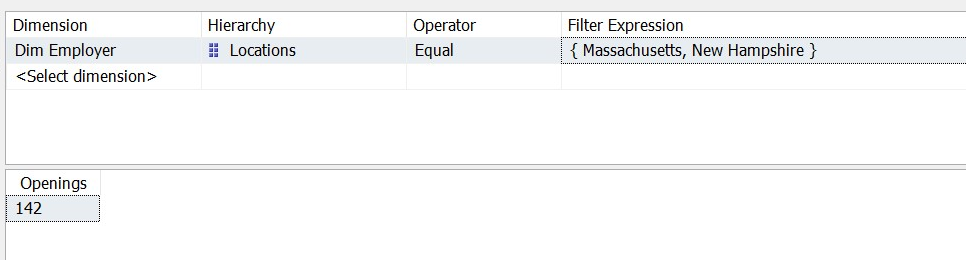 Dimension Hierarchy Operator Filter Expression
Dim Employer Locations Equal { Massachusetts, New Hampshire }
<Select dimension>
Openings
142